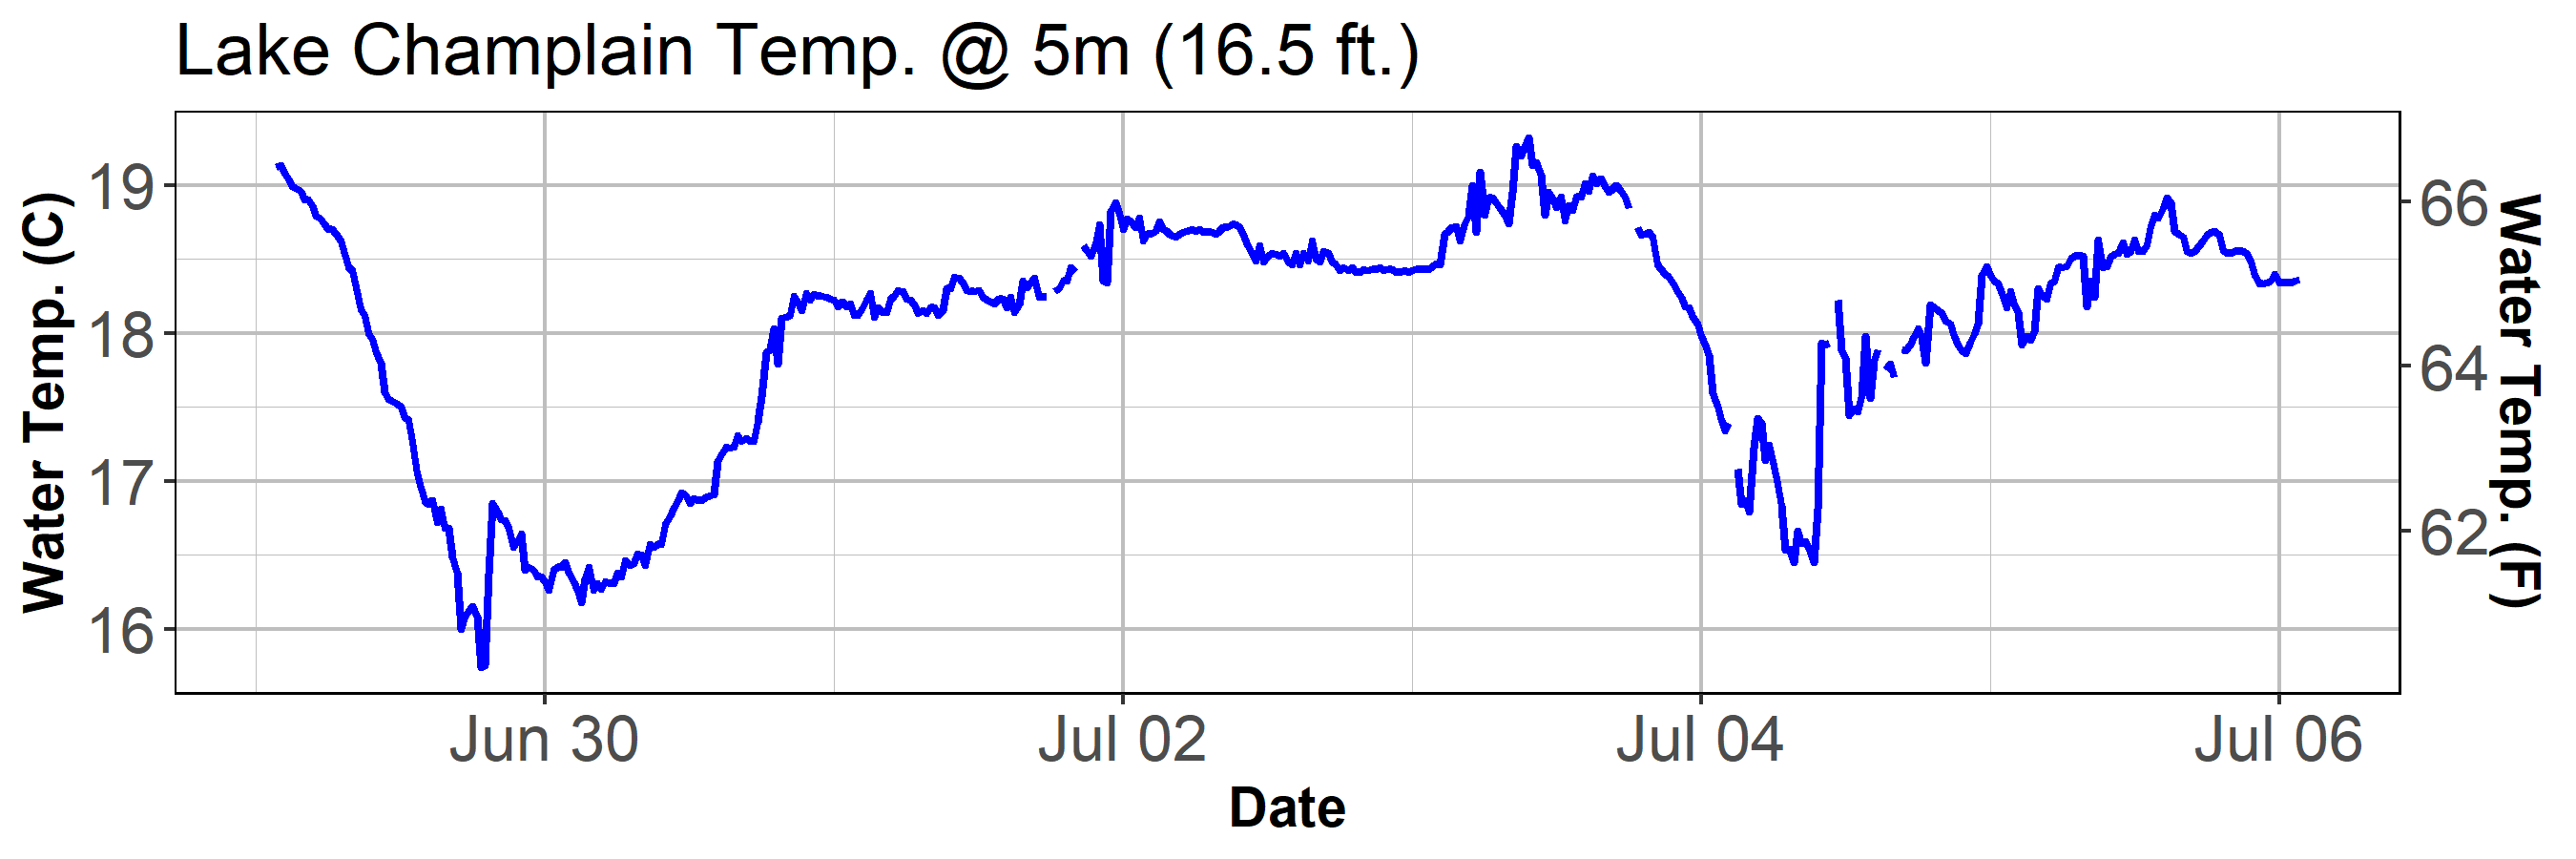 Lake Champlain Temp. @ 5m (16.5 ft.)
Water Temp. (C)
19
18
17
16
66
64
62
Water Temp. (F)
Jun 30
Jul 02
Jul 04
Jul 06
Date